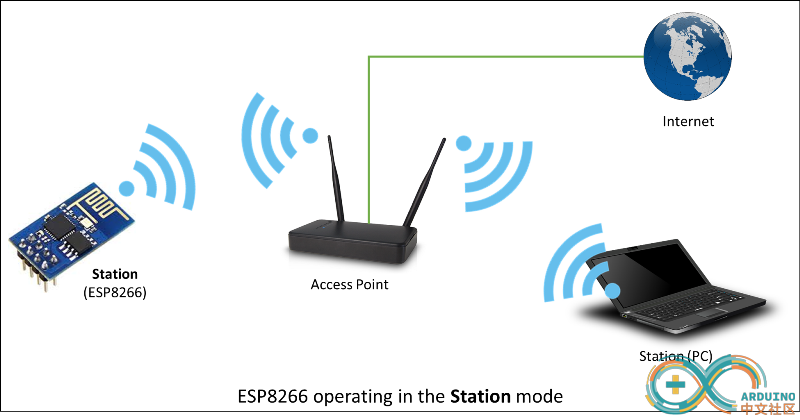 Internet
Station
(ESP8266)
Access Point
Station (PC)
ESP8266 operating in the Station mode
ARDUINO
中文社区